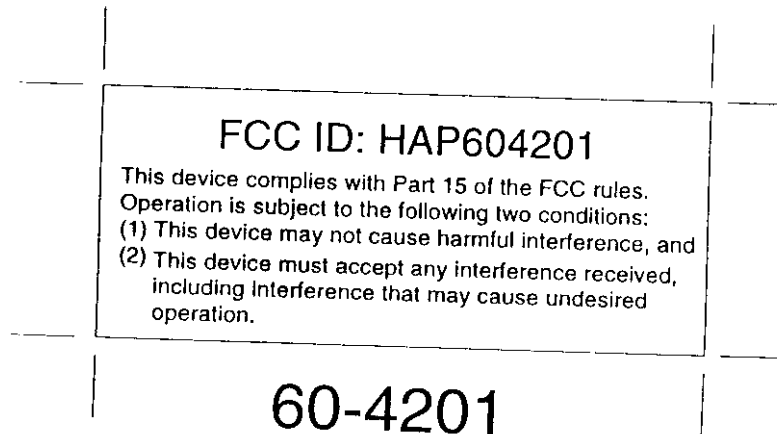 FCC ID: HAP604201
This device complies with Part 15 of the FCC rules.
Operation is subject to the following two conditions:
(1) This device may not cause harmful interference, and
(2) This device must accept any interference received,
including interference that may cause undesired
operation.
60-4201